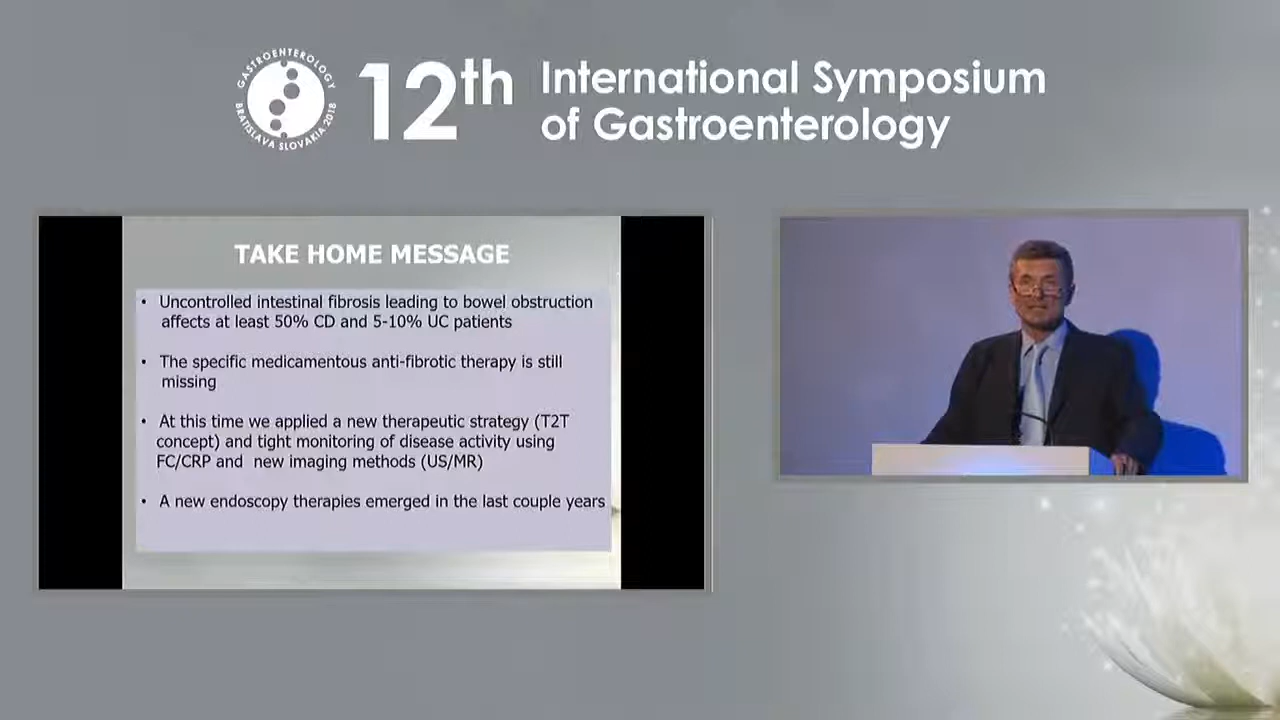 GASTROENTEROLOGY
BRATISLAVA SLOVAKIA 2018
12th
International Symposium
of Gastroenterology
TAKE HOME MESSAGE
• Uncontrolled intestinal fibrosis leading to bowel obstruction
affects at least 50% CD and 5-10% UC patients
• The specific medicamentous anti-fibrotic therapy is still
missing
• At this time we applied a new therapeutic strategy (T2T
concept) and tight monitoring of disease activity using
FC/CRP and new imaging methods (US/MR)
• A new endoscopy therapies emerged in the last couple years